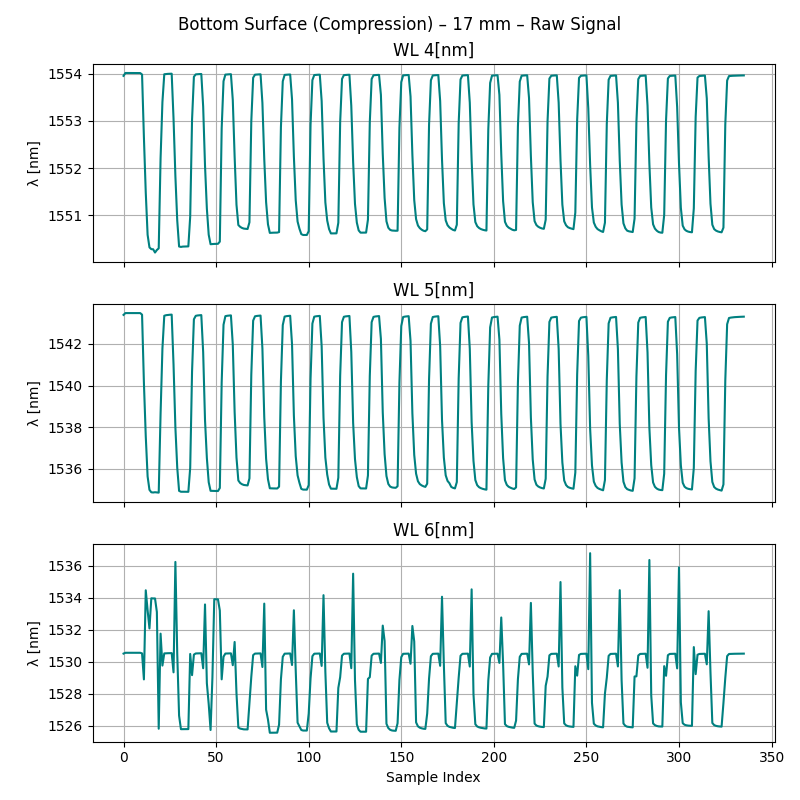 Bottom Surface (Compression) – 17 mm – Raw Signal
WL 4[nm]
1554
1553
1552
1551
λ [nm]
WL 5[nm]
1542
1540
1538
1536
λ [nm]
WL 6[nm]
1536
1534
1532
1530
1528
1526
λ [nm]
0 50 100 150 200 250 300 350
Sample Index